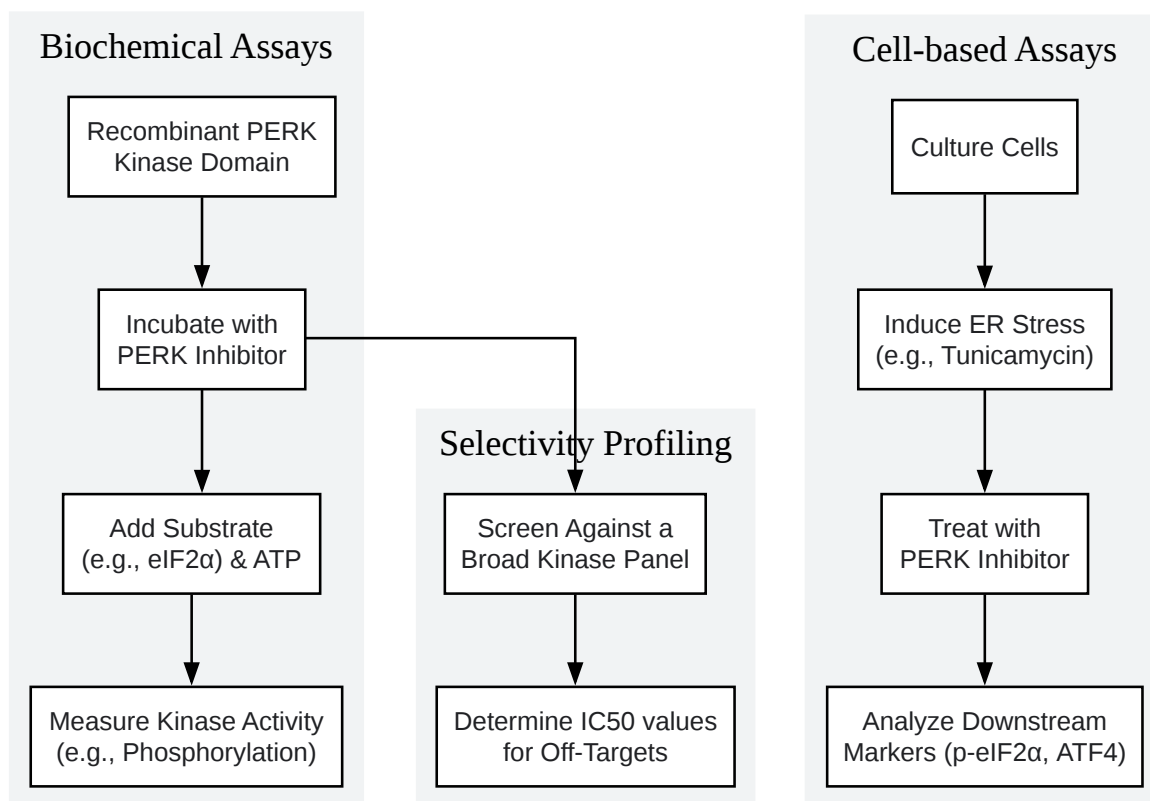 Biochemical Assays
Recombinant PERK
Kinase Domain
Incubate with
PERK Inhibitor
Add Substrate
(e.g., eIF2α) & ATP
Measure Kinase Activity
(e.g., Phosphorylation)
Selectivity Profiling
Screen Against a
Broad Kinase Panel
Determine IC50 values
for Off-Targets
Cell-based Assays
Culture Cells
Induce ER Stress
(e.g., Tunicamycin)
Treat with
PERK Inhibitor
Analyze Downstream
Markers (p-eIF2α, ATF4)